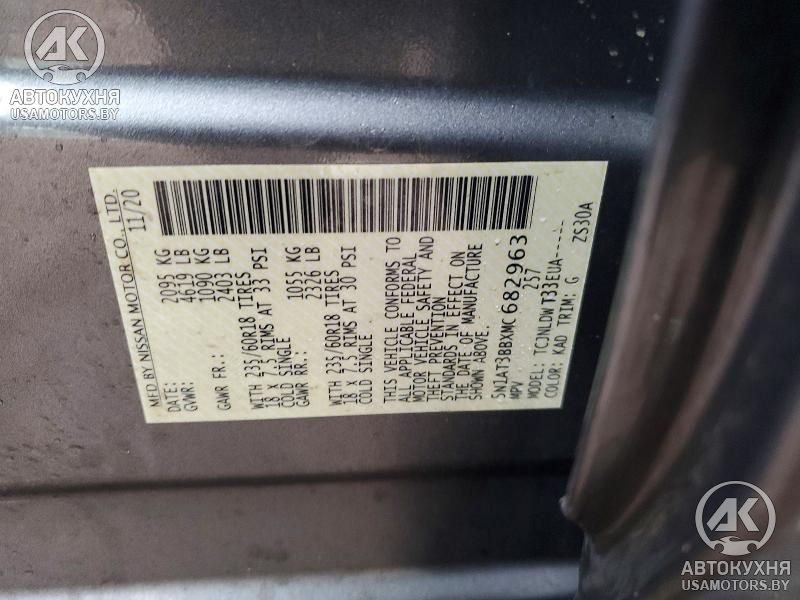 AK
АВТОКУХНЯ
USAMOTORS.BY
MFD BY NISSAN MOTOR CO., LTD.
DATE: 11/20
GVWR: 2095 KG
4619 LB
GAWR FR.: 1090 KG
2403 LB
WITH 235/60R18 TIRES
18 X 7.5 RIMS AT 33 PSI
COLD SINGLE
GAWR RR.: 1055 KG
2326 LB
WITH 235/60R18 TIRES
18 X 7.5 RIMS AT 30 PSI
COLD SINGLE
THIS VEHICLE CONFORMS TO
ALL APPLICABLE FEDERAL
MOTOR VEHICLE SAFETY AND
THEFT PREVENTION
STANDARDS IN EFFECT ON
THE DATE OF MANUFACTURE
SHOWN ABOVE.
5N1AT3BBXMC682963
MPV 257
MODEL: TCJNLDWT33EUA-----
COLOR: KAD TRIM: G ZS30A
AK
АВТОКУХНЯ
USAMOTORS.BY